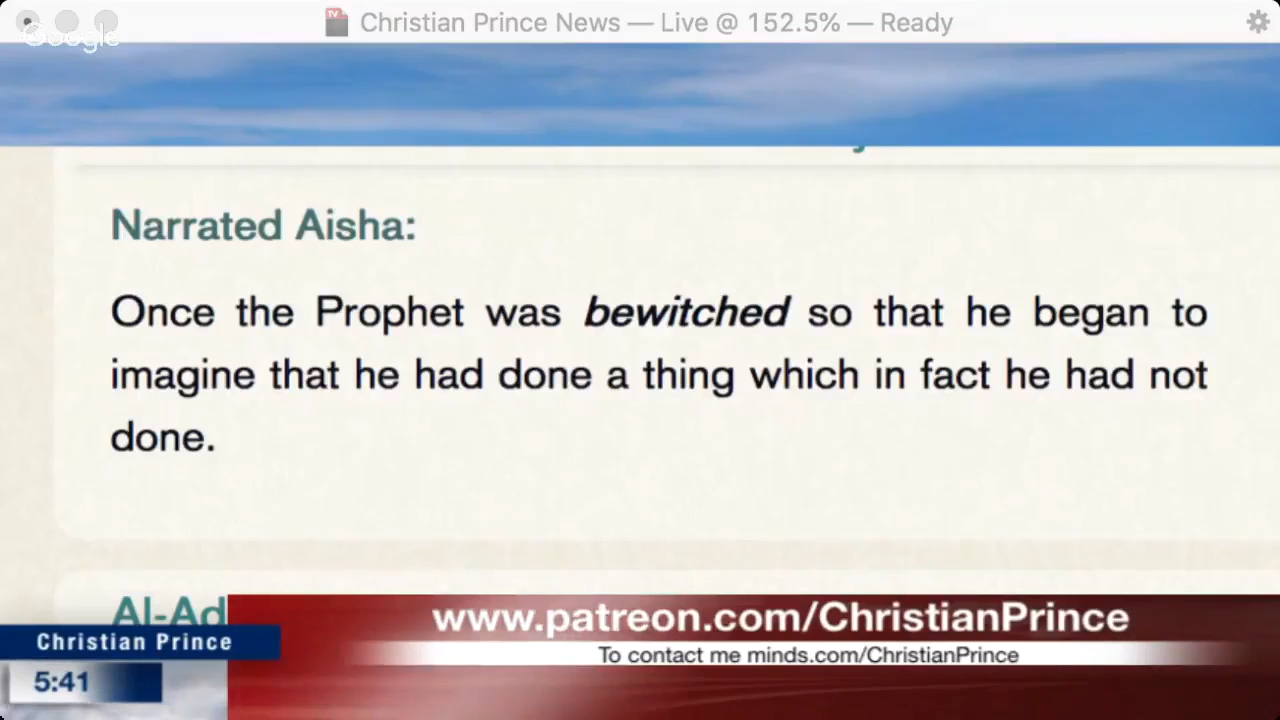 Christian Prince News — Live @ 152.5% — Ready
Google
Narrated Aisha:
Once the Prophet was bewitched so that he began to
imagine that he had done a thing which in fact he had not
done.
Al-Ad
www.patreon.com/ChristianPrince
Christian Prince
To contact me minds.com/ChristianPrince
5:41